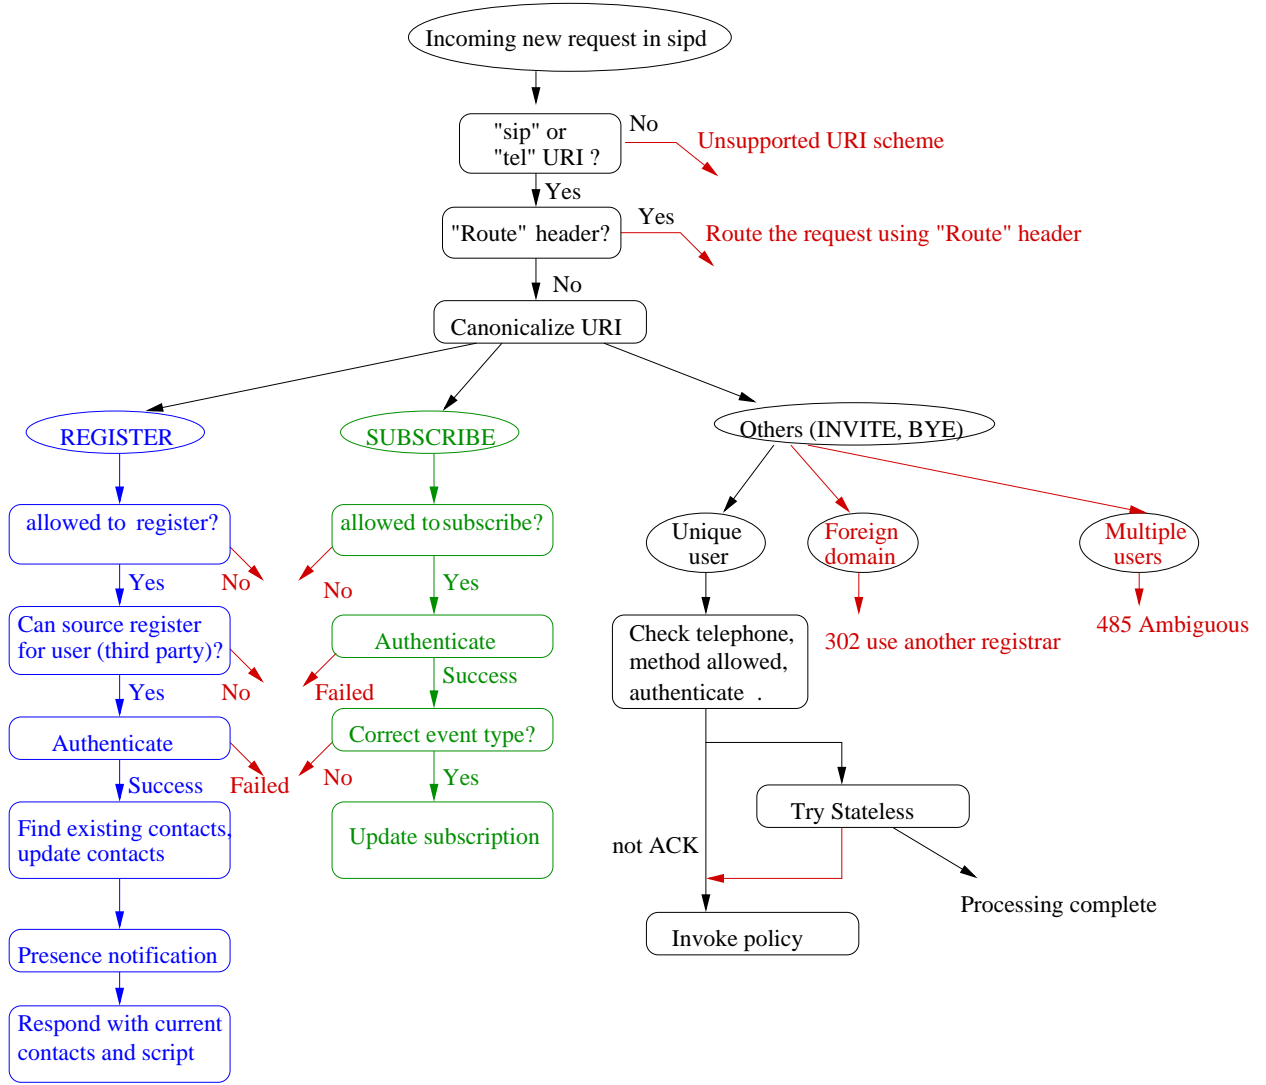 Incoming new request in sipd
"sip" or
"tel" URI ?
No
Unsupported URI scheme
Yes
"Route" header?
Yes
Route the request using "Route" header
No
Canonicalize URI
REGISTER
SUBSCRIBE
Others (INVITE, BYE)
allowed to register?
Yes
No
Can source register
for user (third party)?
Yes
No
Authenticate
Success
Failed
Find existing contacts,
update contacts
Presence notification
Respond with current
contacts and script
allowed to subscribe?
No
Yes
Authenticate
Failed
Success
Correct event type?
No
Yes
Update subscription
Unique
user
Foreign
domain
Multiple
users
Check telephone,
method allowed,
authenticate .
302 use another registrar
485 Ambiguous
Try Stateless
not ACK
Processing complete
Invoke policy